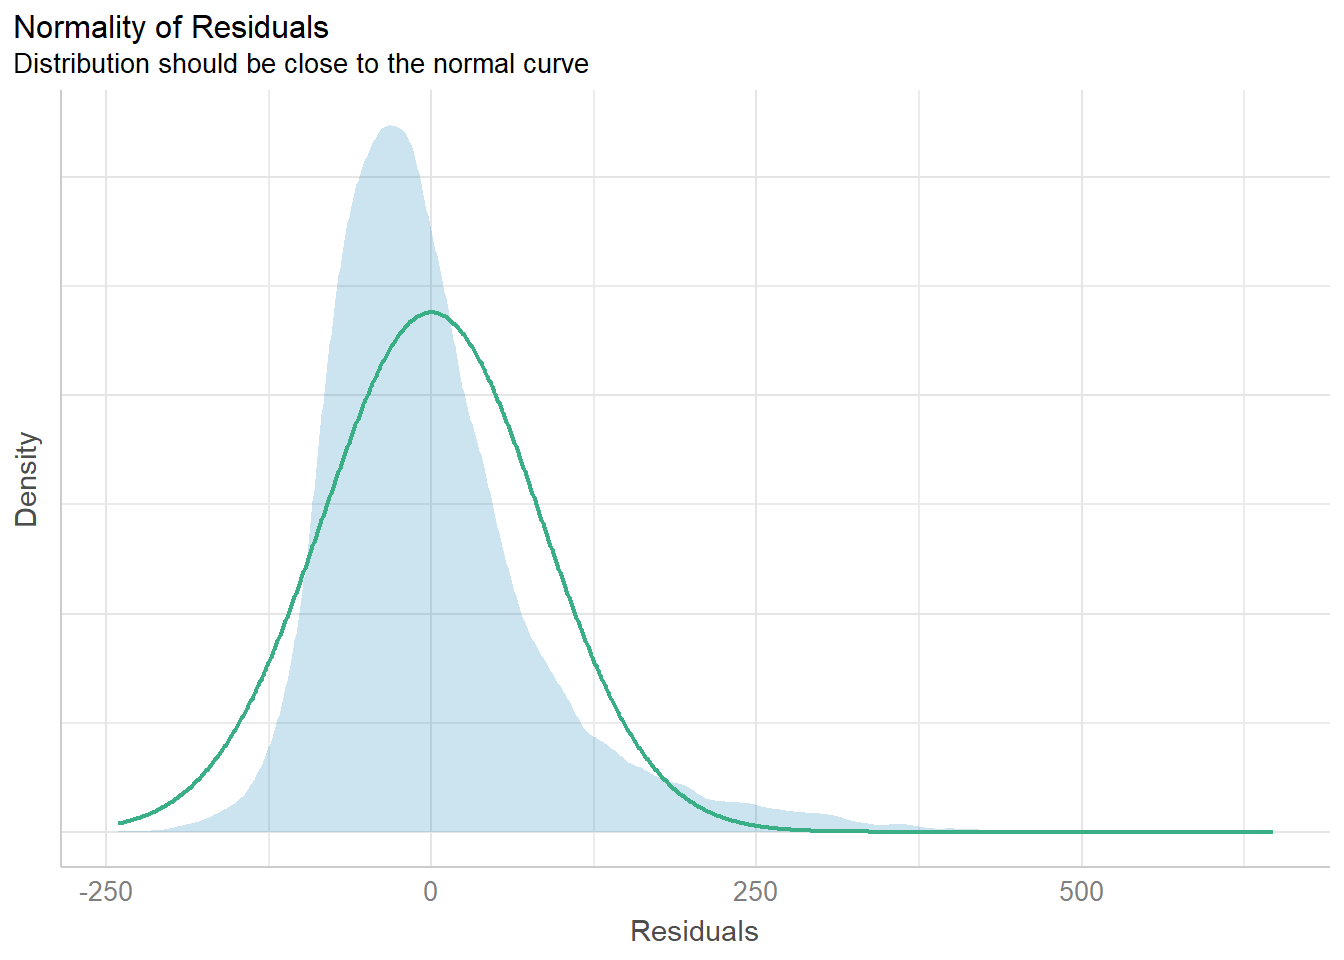 Normality of Residuals
Distribution should be close to the normal curve
Density
-250 0 250 500
Residuals